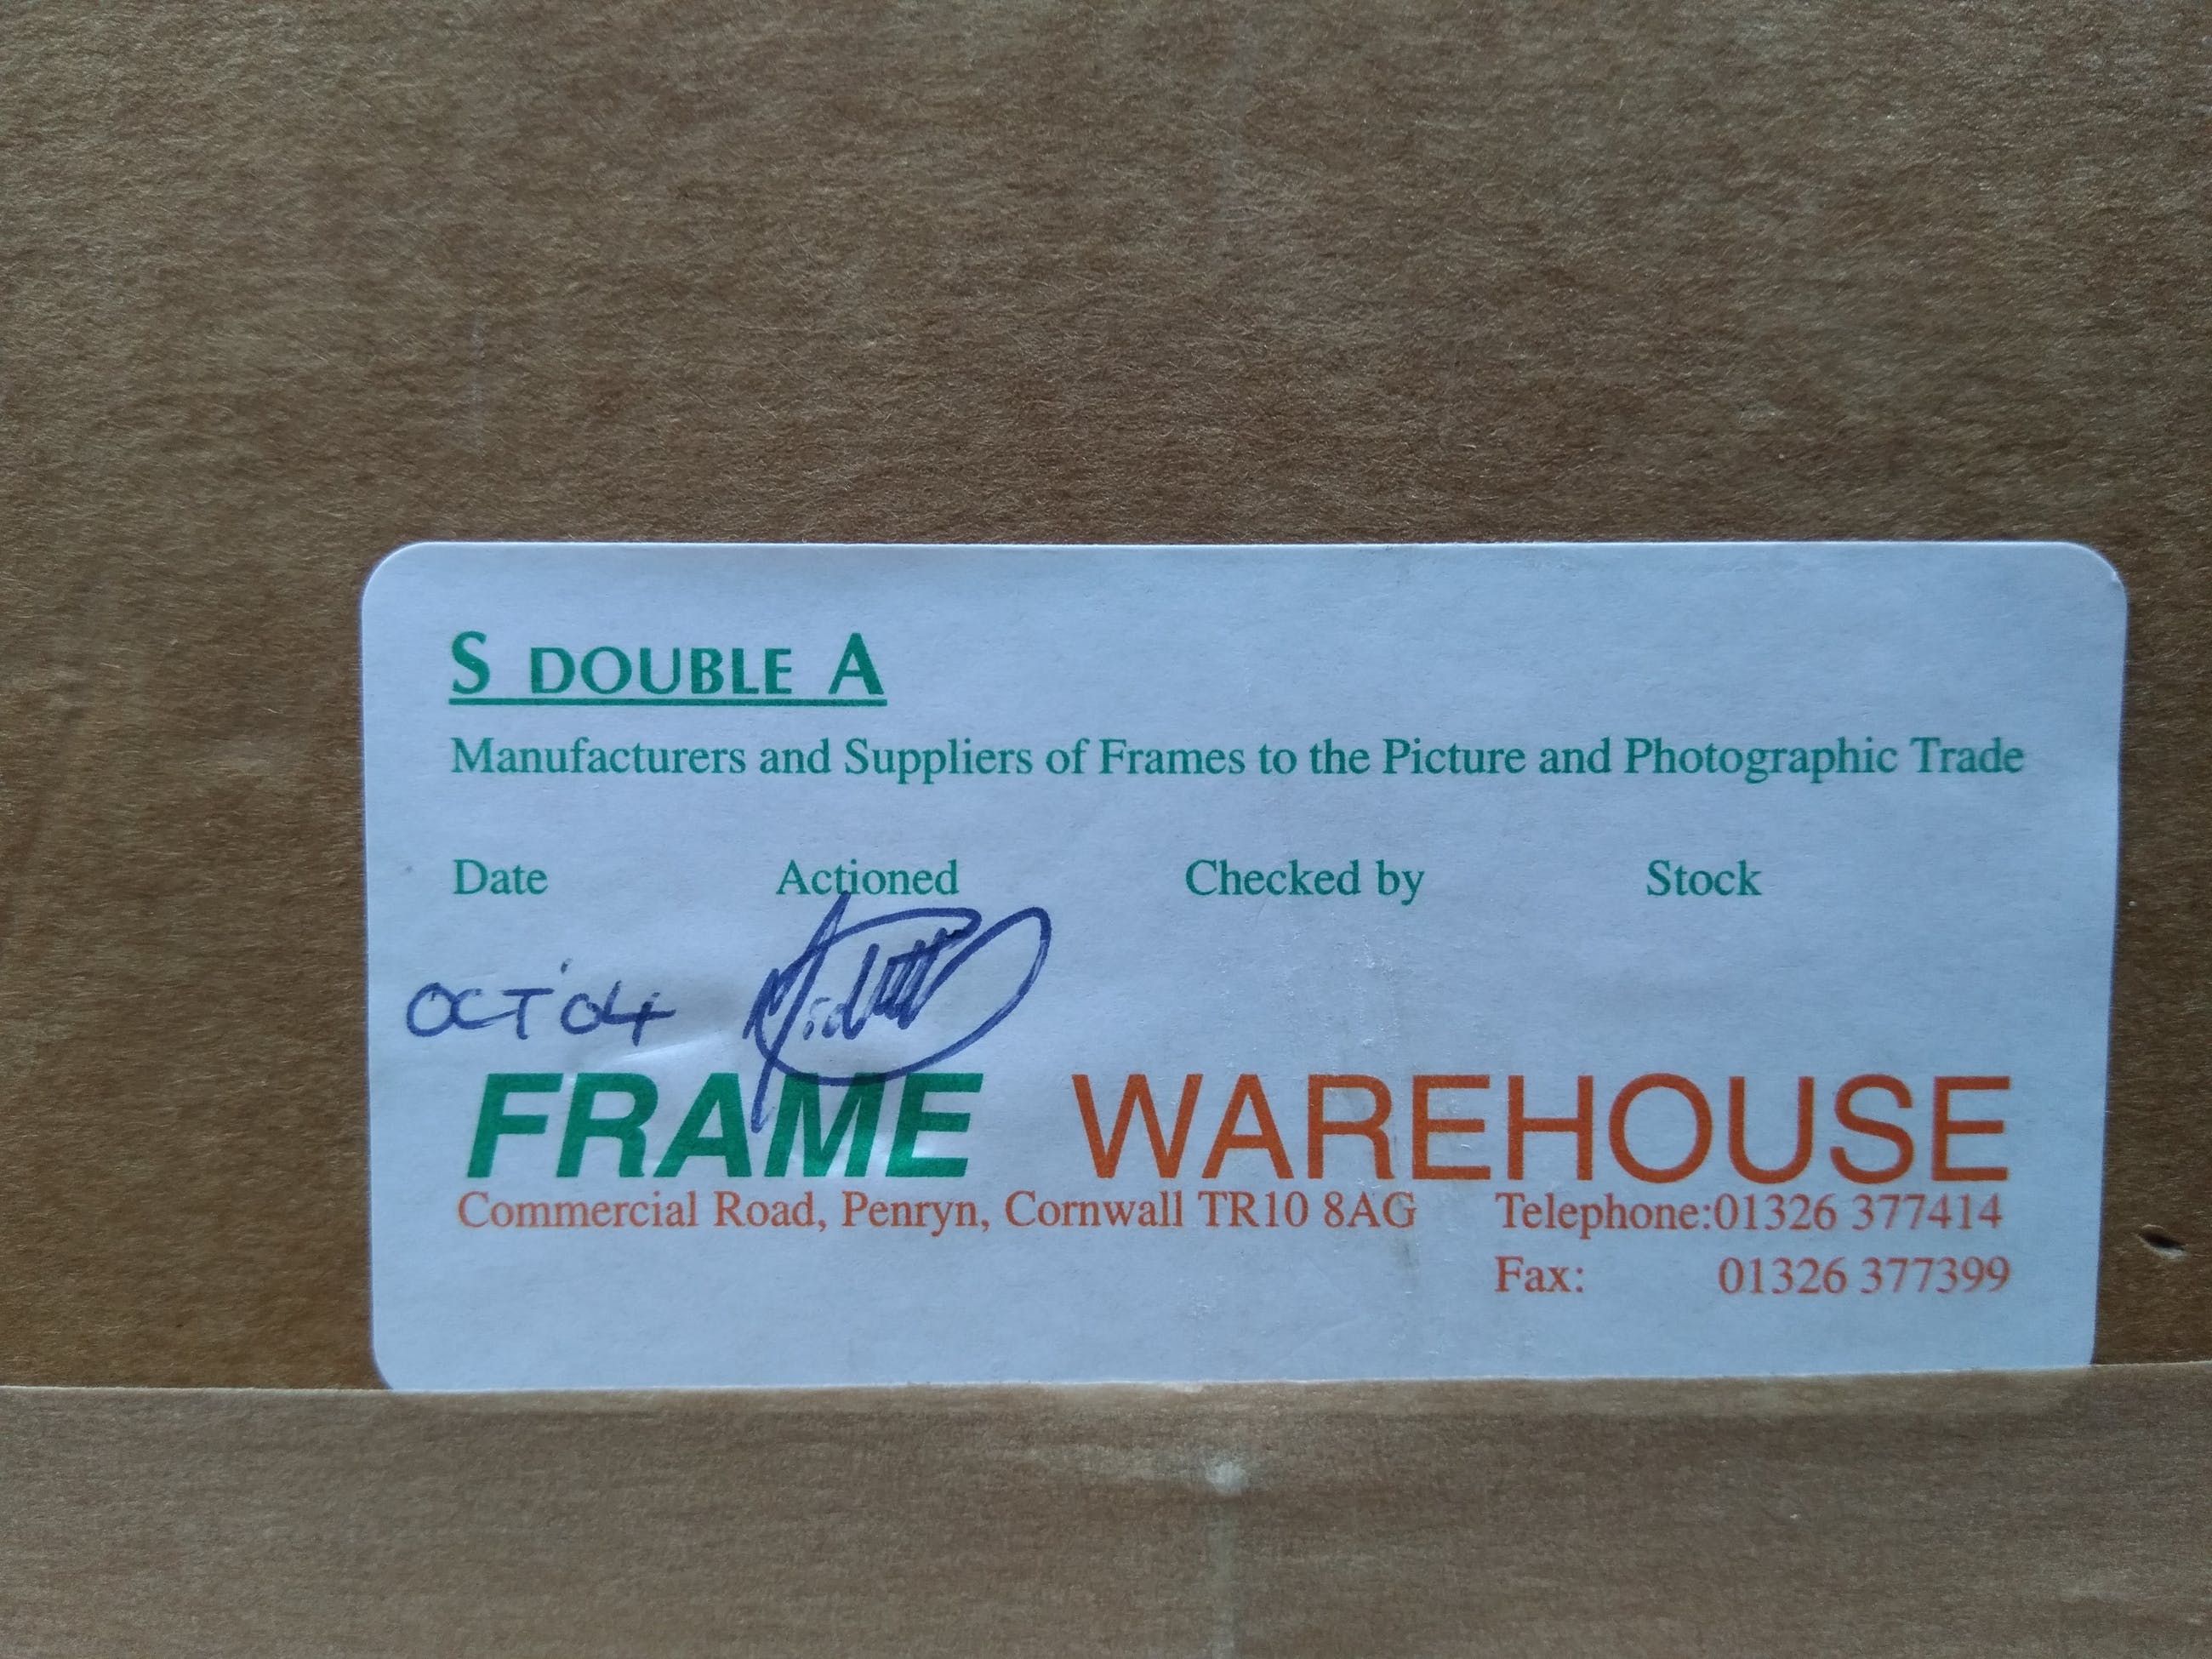 S DOUBLE A
Manufacturers and Suppliers of Frames to the Picture and Photographic Trade
Date Actioned Checked by Stock
OCT'04
FRAME WAREHOUSE
Commercial Road, Penryn, Cornwall TR10 8AG Telephone:01326 377414
Fax: 01326 377399